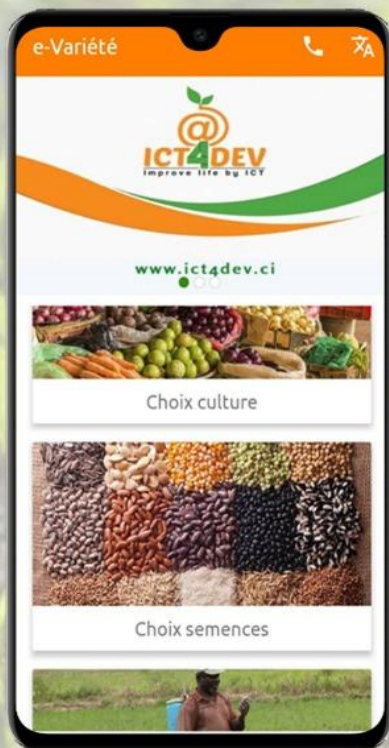 e-Variété
@
ICT4DEV
Improve life by ICT
www.ict4dev.ci
Choix culture
Choix semences